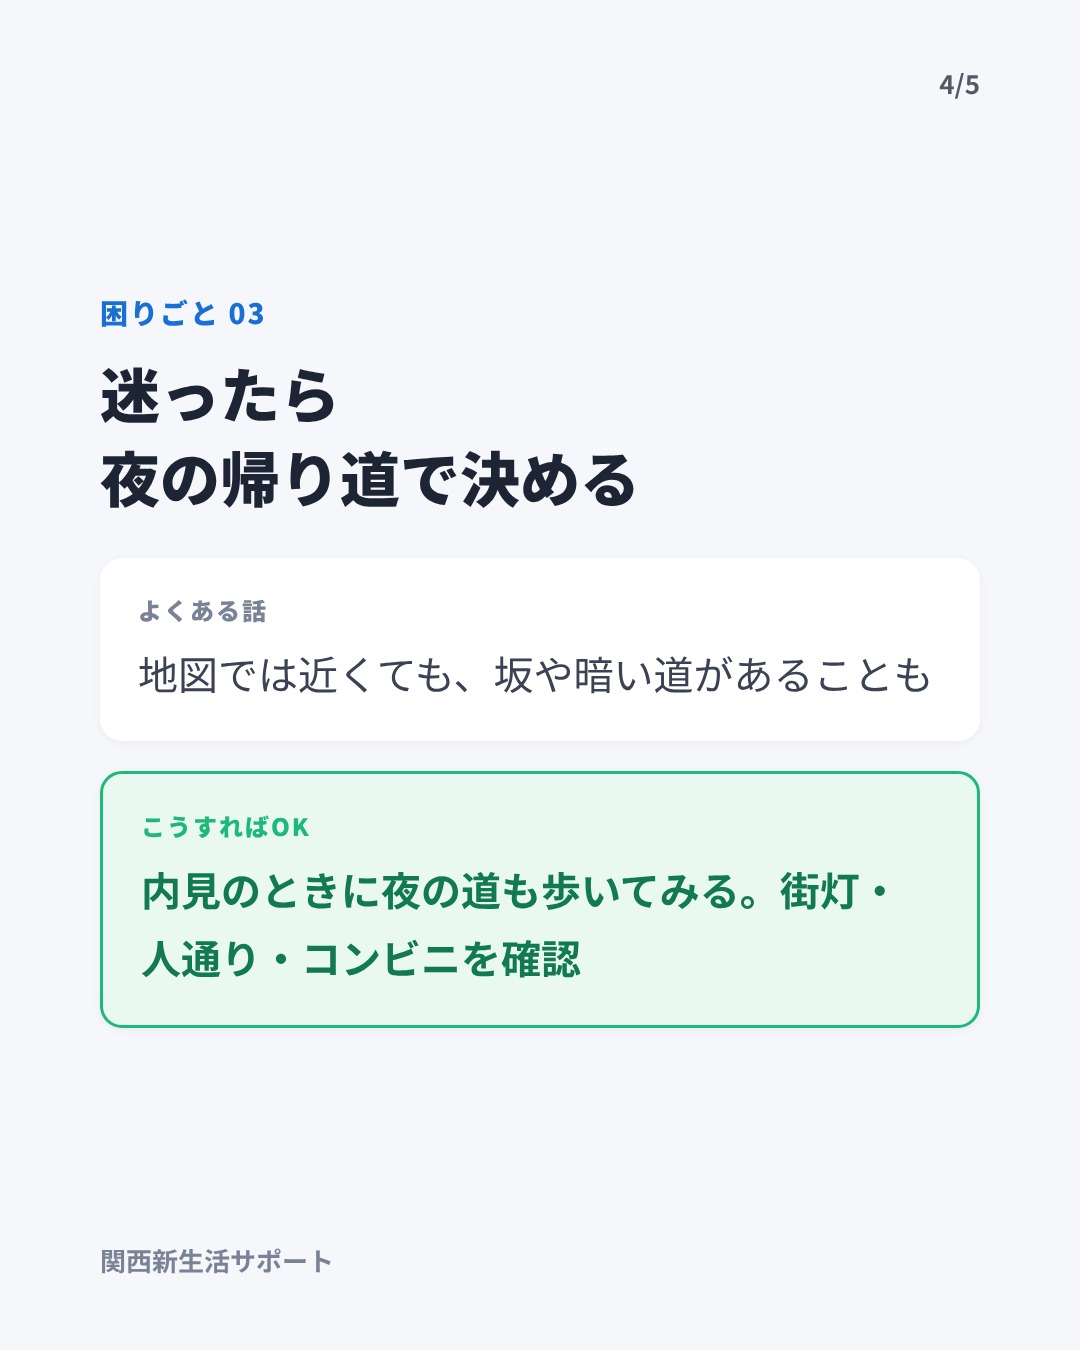 4/5
困りごと 03
迷ったら
夜の帰り道で決める
よくある話
地図では近くても、坂や暗い道があることも
こうすればOK
内見のときに夜の道も歩いてみる。街灯・
人通り・コンビニを確認
関西新生活サポート